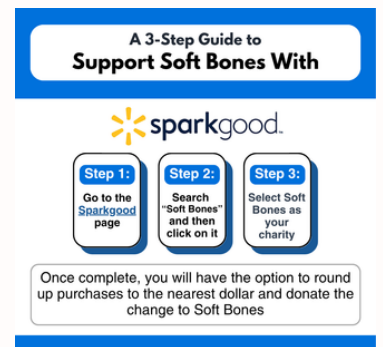 A 3-Step Guide to
Support Soft Bones With
sparkgood™
Step 1:
Go to the
Sparkgood
page
Step 2:
Search
"Soft Bones"
and then
click on it
Step 3:
Select Soft
Bones as
your
charity
Once complete, you will have the option to round
up purchases to the nearest dollar and donate the
change to Soft Bones